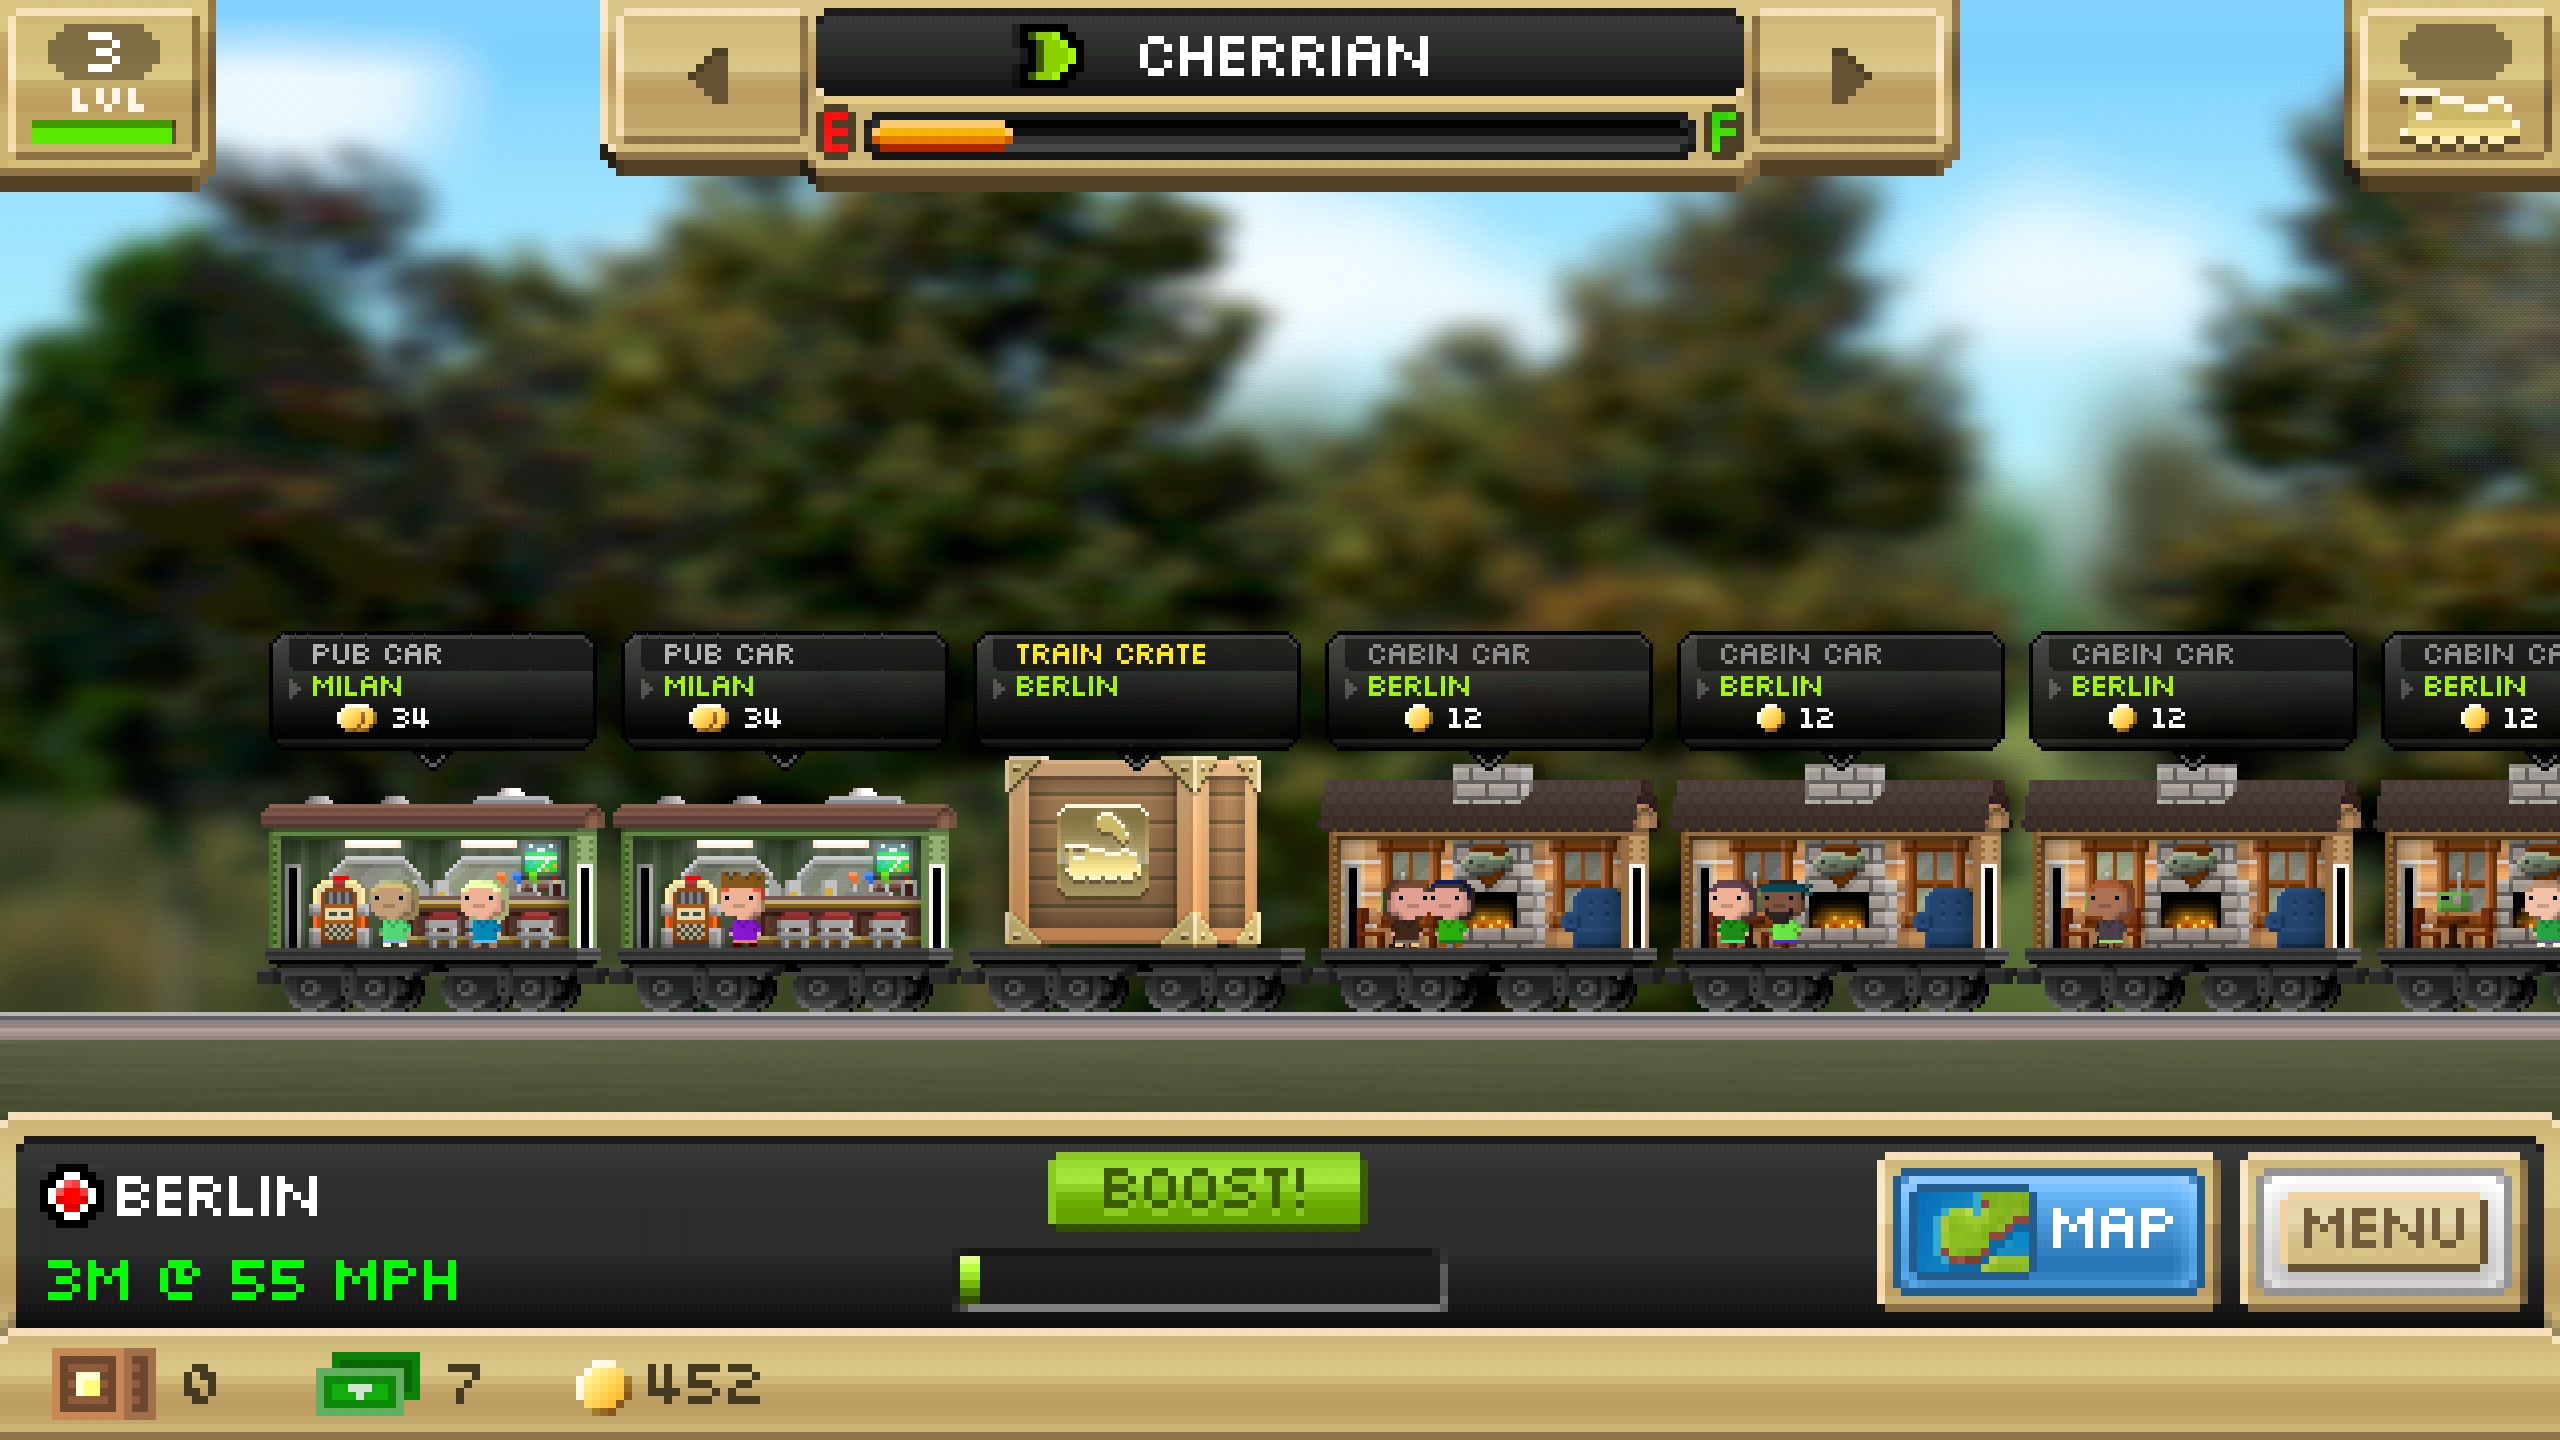 3
LVL
CHERRIAN
E F
PUB CAR
MILAN
34
PUB CAR
MILAN
34
TRAIN CRATE
BERLIN
CABIN CAR
BERLIN
12
CABIN CAR
BERLIN
12
CABIN CAR
BERLIN
12
CABIN CA
BERLIN
12
BERLIN
3M @ 55 MPH
BOOST!
MAP
MENU
0 7 452